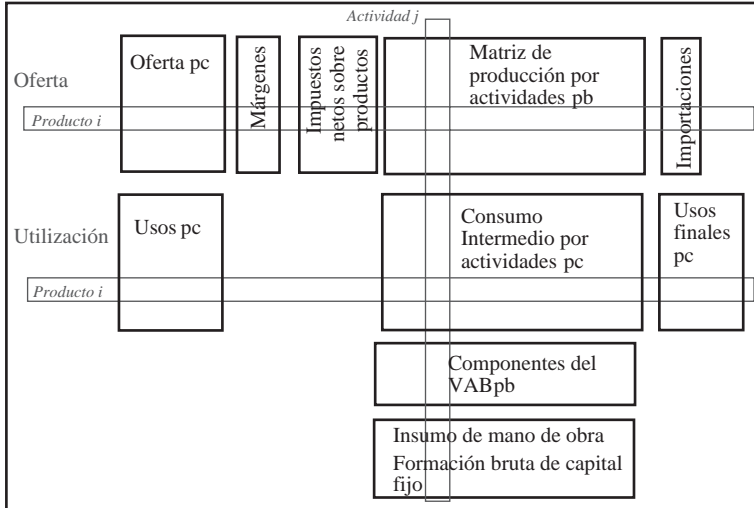 Actividad j
Oferta
Oferta pc
Márgenes
Impuestos
netos sobre
productos
Matriz de
producción por
actividades pb
Importaciones
Producto i
Utilización
Usos pc
Consumo
Intermedio por
actividades pc
Usos
finales
pc
Producto i
Componentes del
VABpb
Insumo de mano de obra
Formación bruta de capital
fijo